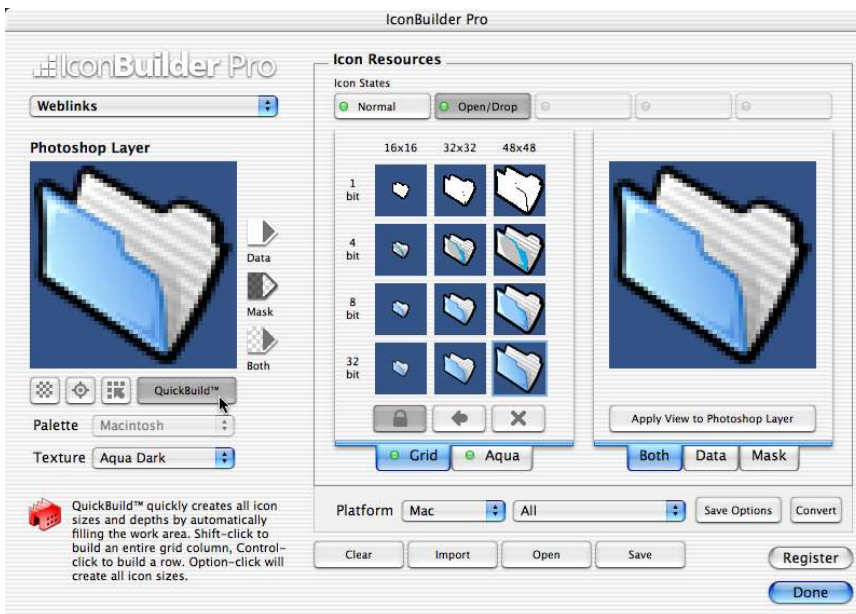 IconBuilder Pro
IconBuilder Pro
Weblinks
Photoshop Layer
Data
Mask
Both
QuickBuild™
Palette Macintosh
Texture Aqua Dark
QuickBuild™ quickly creates all icon
sizes and depths by automatically
filling the work area. Shift-click to
build an entire grid column, Control-
click to build a row. Option-click will
create all icon sizes.
Icon Resources
Icon States
Normal Open/Drop
16x16 32x32 48x48
1
bit
4
bit
8
bit
32
bit
Grid Aqua
Apply View to Photoshop Layer
Both Data Mask
Platform Mac All Save Options Convert
Clear Import Open Save
Register
Done